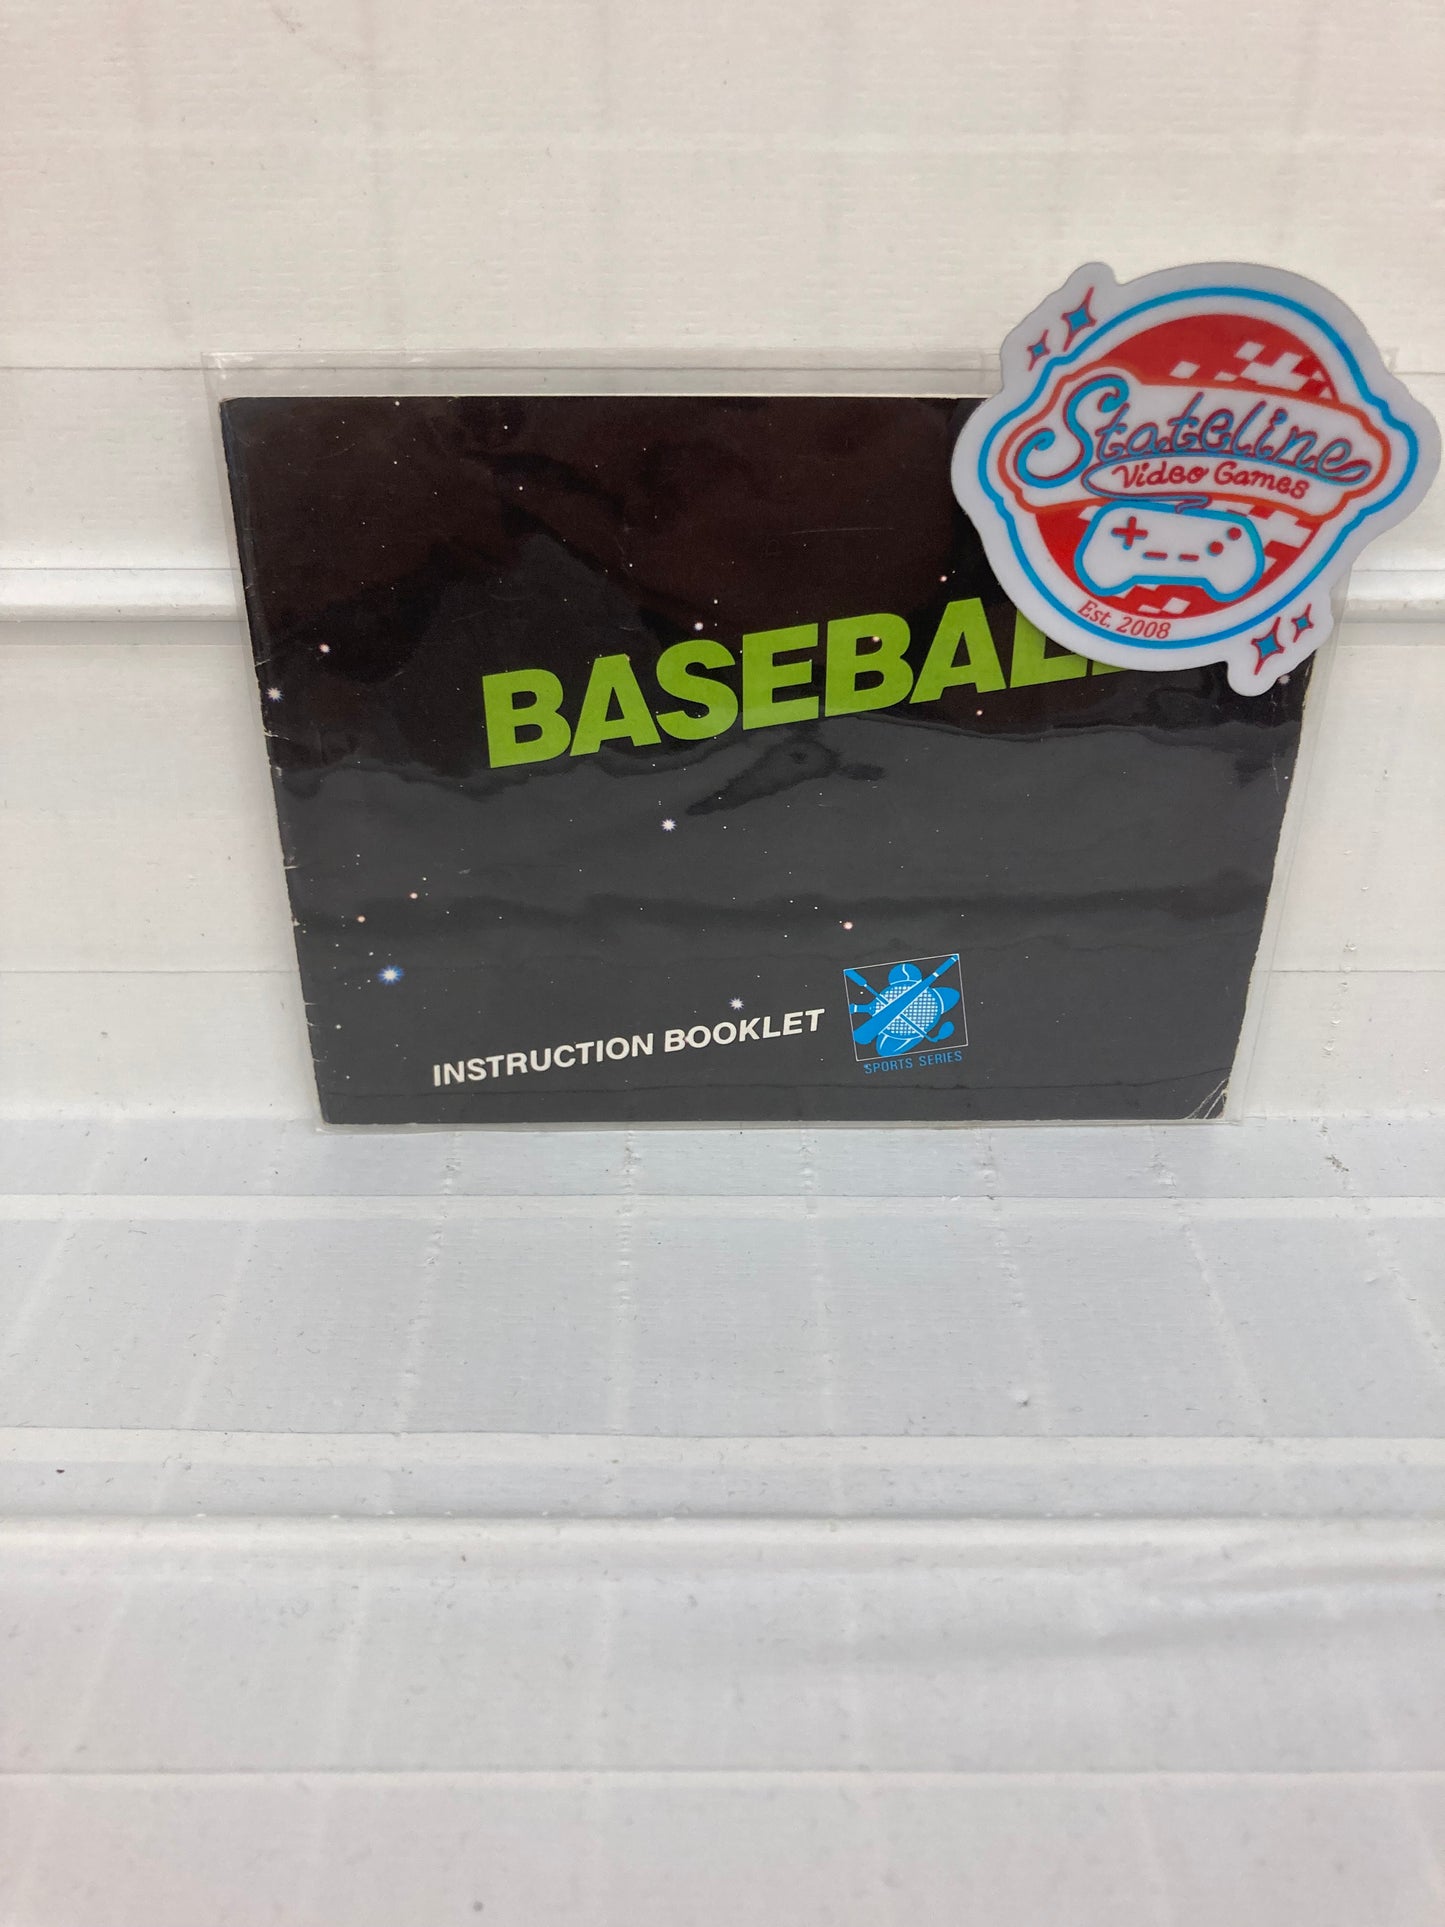 Stateline
Video Games
Est. 2008
BASEBAL
INSTRUCTION BOOKLET
SPORTS SERIES